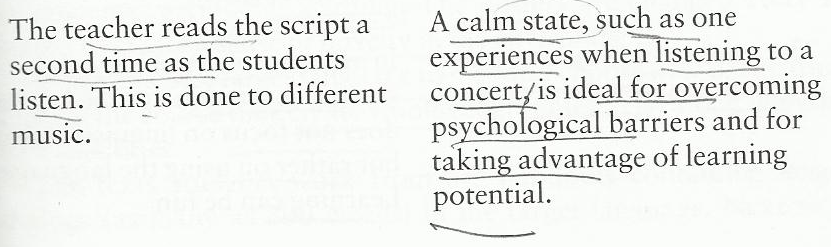 The teacher reads the script a
second time as the students
listen. This is done to different
music.
A calm state, such as one
experiences when listening to a
concert, is ideal for overcoming
psychological barriers and for
taking advantage of learning
potential.